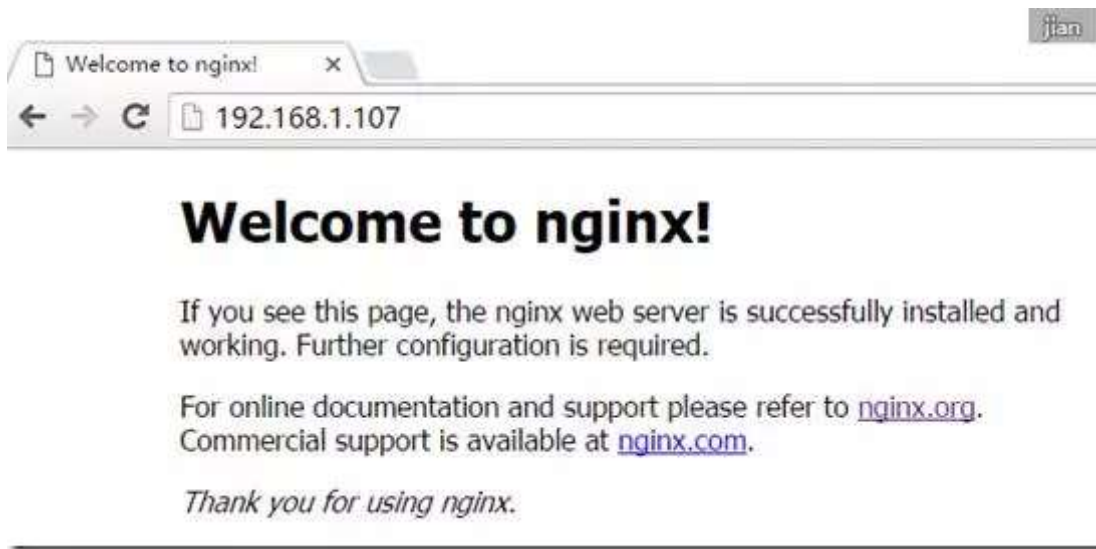 jian
Welcome to nginx!
192.168.1.107
Welcome to nginx!
If you see this page, the nginx web server is successfully installed and
working. Further configuration is required.
For online documentation and support please refer to nginx.org.
Commercial support is available at nginx.com.
Thank you for using nginx.